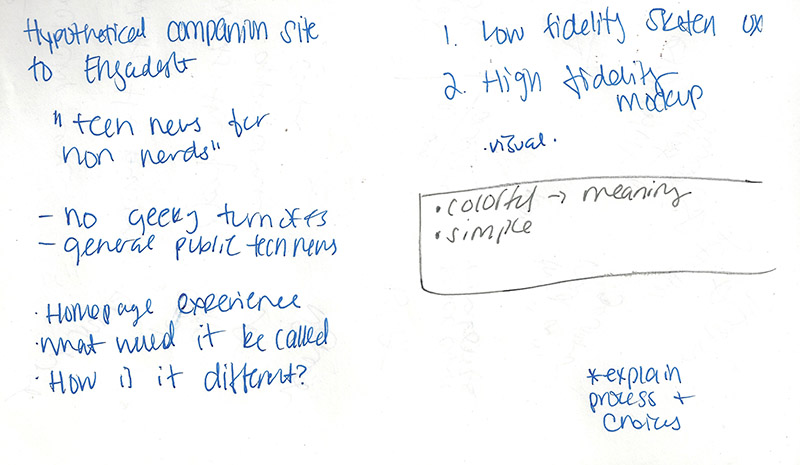 Hypothetical companion site
to Engadget
"tech news for
non nerds"
- no geeky turnoffs
- general public tech news
· Homepage experience
· what would it be called
· How is it different?
1. Low fidelity sketch ux
2. High fidelity
mockup
· visual ·
· colorful → meaning
· simple
* explain
process +
choices